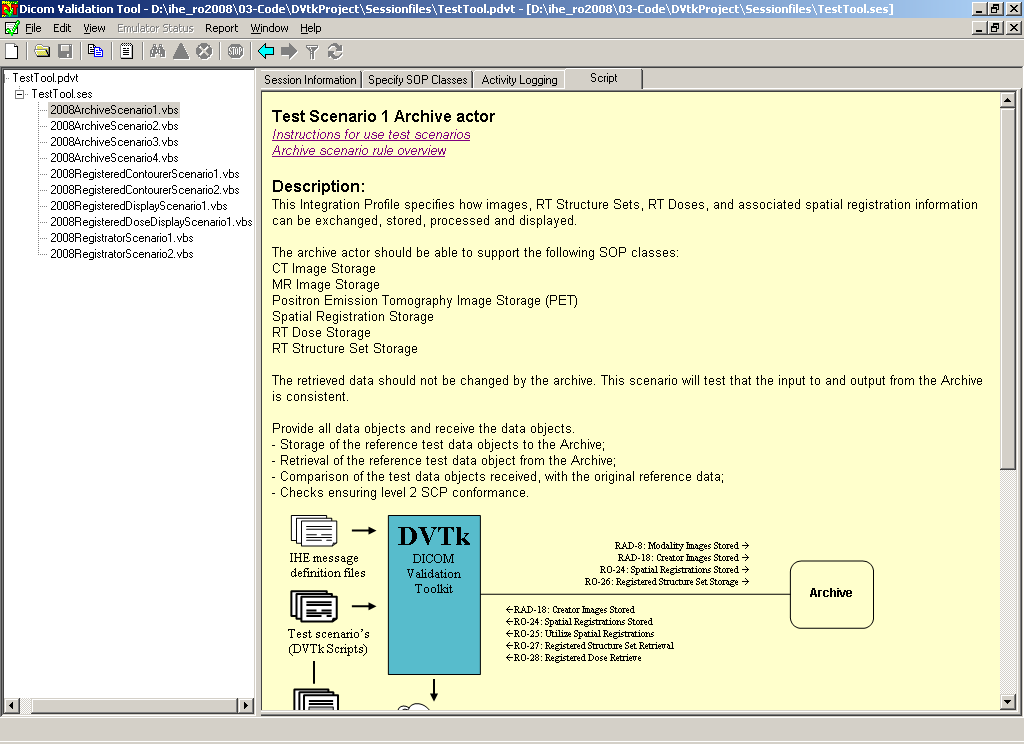 Dicom Validation Tool - D:\ihe_ro2008\03-Code\DVtkProject\Sessionfiles\TestTool.pdvt - [D:\ihe_ro2008\03-Code\DVtkProject\Sessionfiles\TestTool.ses]
File Edit View Emulator Status Report Window Help
STOP
TestTool.pdvt
TestTool.ses
2008ArchiveScenario1.vbs
2008ArchiveScenario2.vbs
2008ArchiveScenario3.vbs
2008ArchiveScenario4.vbs
2008RegisteredContourerScenario1.vbs
2008RegisteredContourerScenario2.vbs
2008RegisteredDisplayScenario1.vbs
2008RegisteredDoseDisplayScenario1.vbs
2008RegistratorScenario1.vbs
2008RegistratorScenario2.vbs
Session Information Specify SOP Classes Activity Logging Script
Test Scenario 1 Archive actor
Instructions for use test scenarios
Archive scenario rule overview
Description:
This Integration Profile specifies how images, RT Structure Sets, RT Doses, and associated spatial registration information
can be exchanged, stored, processed and displayed.
The archive actor should be able to support the following SOP classes:
CT Image Storage
MR Image Storage
Positron Emission Tomography Image Storage (PET)
Spatial Registration Storage
RT Dose Storage
RT Structure Set Storage
The retrieved data should not be changed by the archive. This scenario will test that the input to and output from the Archive
is consistent.
Provide all data objects and receive the data objects.
- Storage of the reference test data objects to the Archive;
- Retrieval of the reference test data object from the Archive;
- Comparison of the test data objects received, with the original reference data;
- Checks ensuring level 2 SCP conformance.
IHE message
definition files
Test scenario's
(DVTk Scripts)
DVTk
DICOM
Validation
Toolkit
RAD-8: Modality Images Stored →
RAD-18: Creator Images Stored →
RO-24: Spatial Registrations Stored →
RO-26: Registered Structure Set Storage →
←RAD-18: Creator Images Stored
←RO-24: Spatial Registrations Stored
←RO-25: Utilize Spatial Registrations
←RO-27: Registered Structure Set Retrieval
←RO-28: Registered Dose Retrieve
Archive